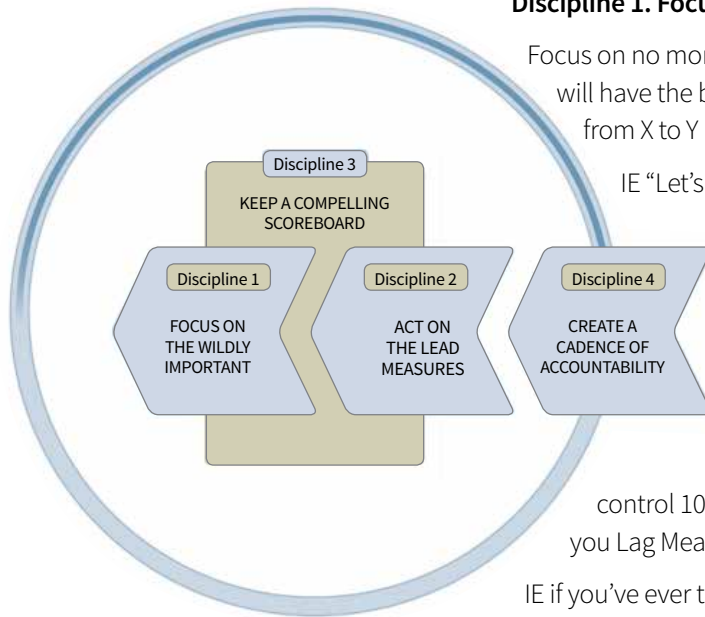 Discipline 1. Focu
Focus on no mor
will have the b
from X to Y
IE “Let’s
Discipline 3
KEEP A COMPELLING
SCOREBOARD
Discipline 1
FOCUS ON
THE WILDLY
IMPORTANT
Discipline 2
ACT ON
THE LEAD
MEASURES
Discipline 4
CREATE A
CADENCE OF
ACCOUNTABILITY
control 10
you Lag Mea
IE if you’ve ever t